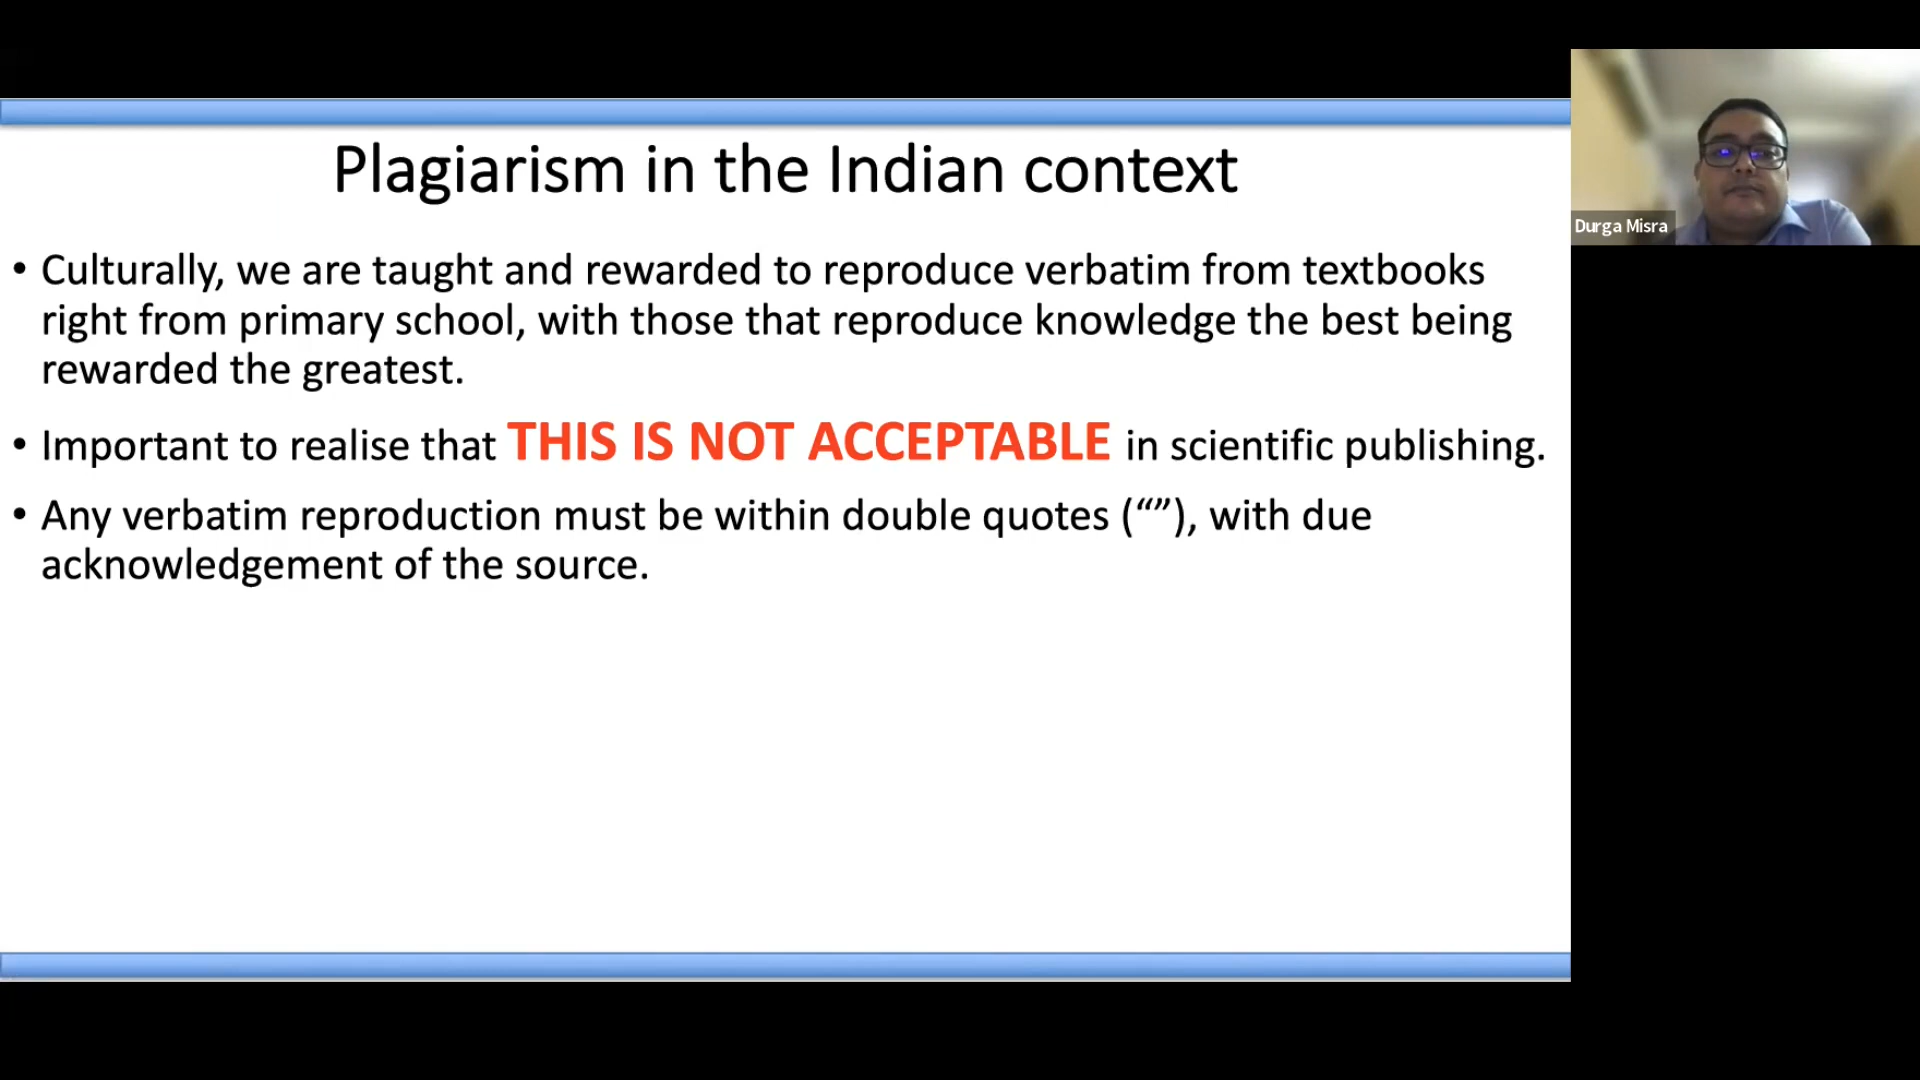 Plagiarism in the Indian context
• Culturally, we are taught and rewarded to reproduce verbatim from textbooks
right from primary school, with those that reproduce knowledge the best being
rewarded the greatest.
• Important to realise that THIS IS NOT ACCEPTABLE in scientific publishing.
• Any verbatim reproduction must be within double quotes (“”), with due
acknowledgement of the source.
Durga Misra